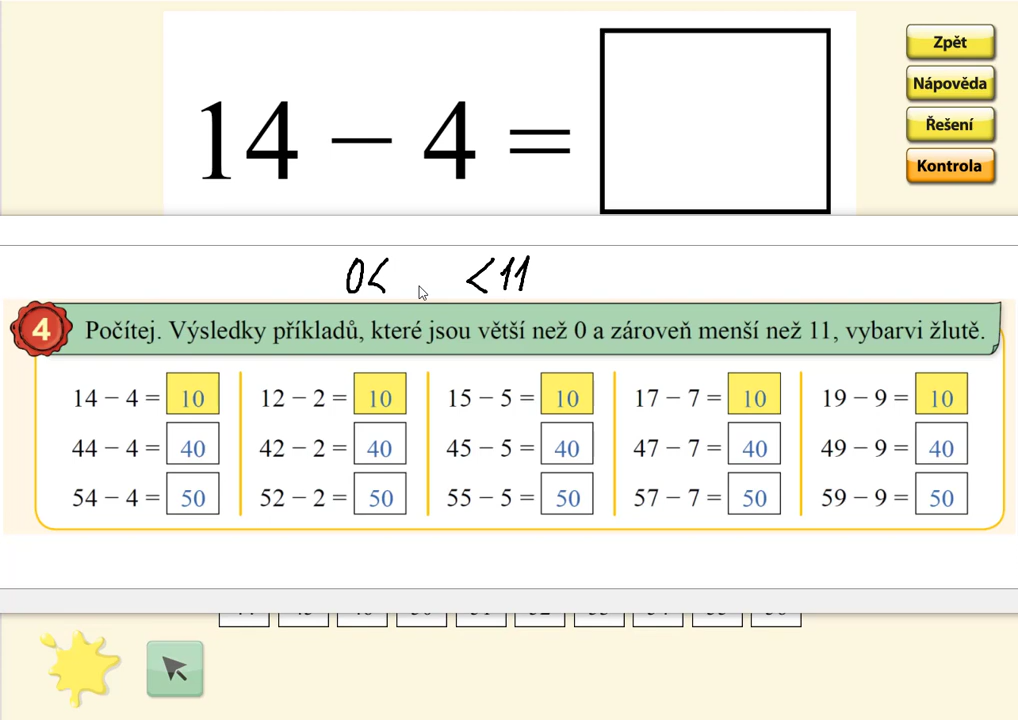 14 − 4 =
Zpět
Nápověda
Řešení
Kontrola
0< <11
4 Počítej. Výsledky příkladů, které jsou větší než 0 a zároveň menší než 11, vybarvi žlutě.
14 − 4 = 10 12 − 2 = 10 15 − 5 = 10 17 − 7 = 10 19 − 9 = 10
44 − 4 = 40 42 − 2 = 40 45 − 5 = 40 47 − 7 = 40 49 − 9 = 40
54 − 4 = 50 52 − 2 = 50 55 − 5 = 50 57 − 7 = 50 59 − 9 = 50